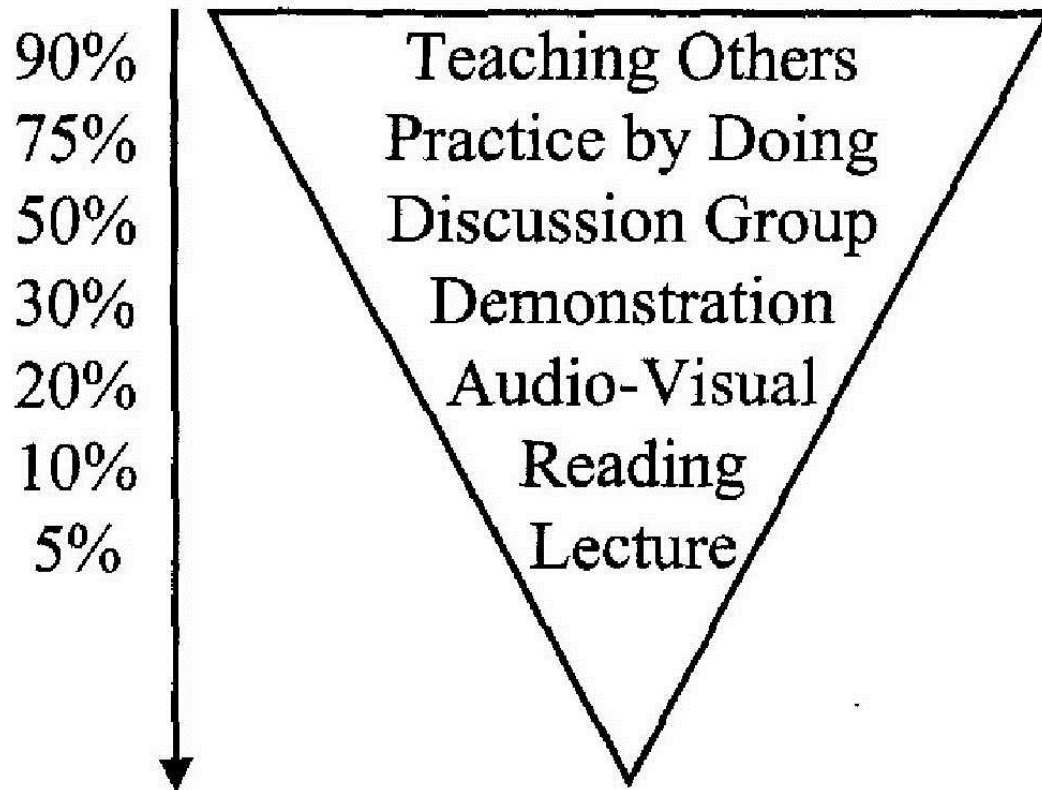 90% Teaching Others
75% Practice by Doing
50% Discussion Group
30% Demonstration
20% Audio-Visual
10% Reading
5% Lecture